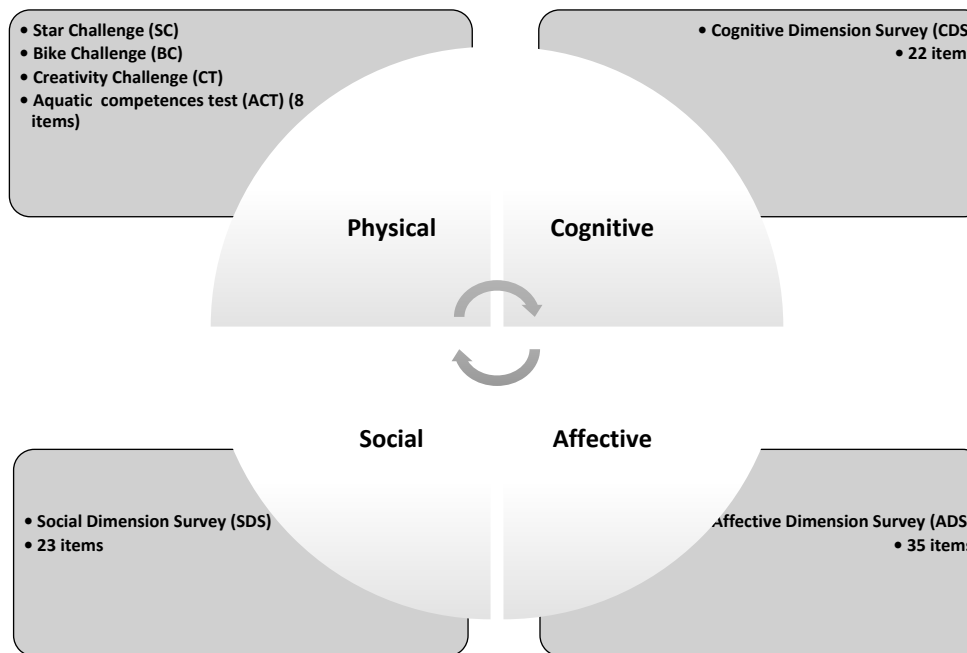 • Star Challenge (SC)
• Bike Challenge (BC)
• Creativity Challenge (CT)
• Aquatic competences test (ACT) (8
items)
• Cognitive Dimension Survey (CDS
• 22 item
Physical
Cognitive
Social
Affective
• Social Dimension Survey (SDS)
• 23 items
Affective Dimension Survey (ADS
• 35 items